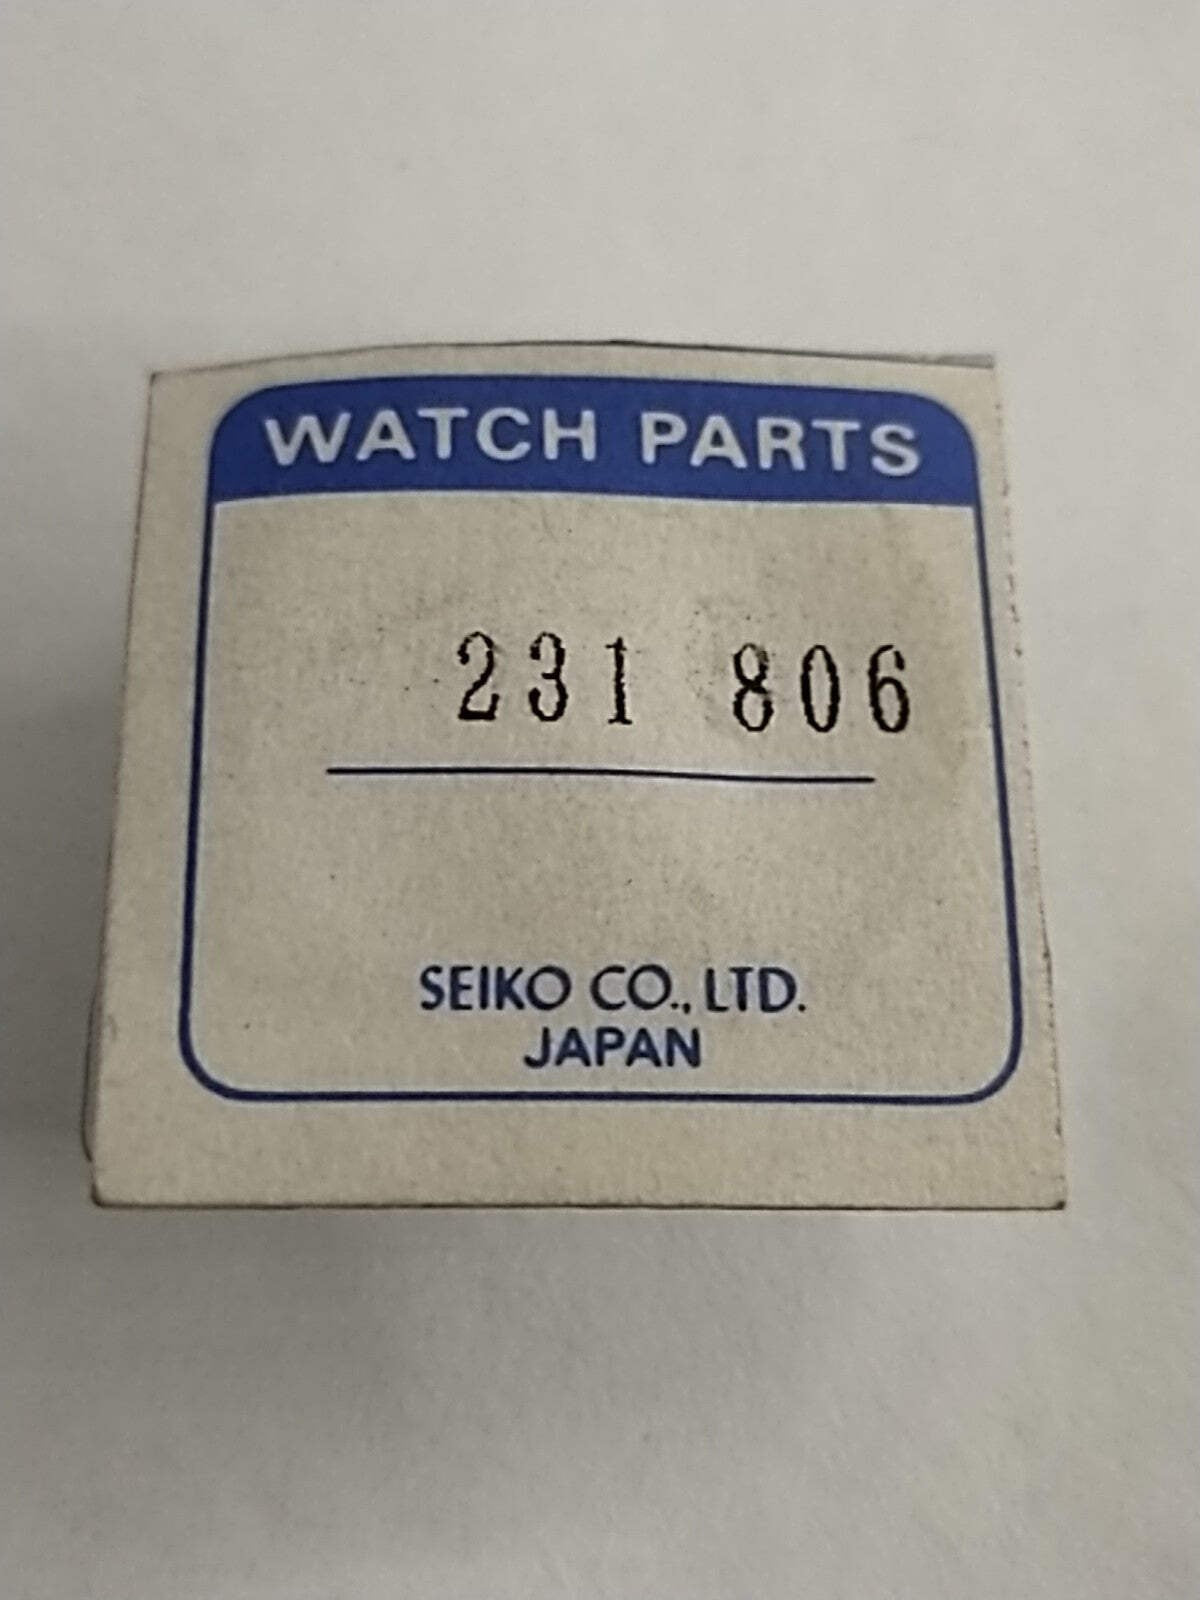 WATCH PARTS
231 806
SEIKO CO., LTD.
JAPAN